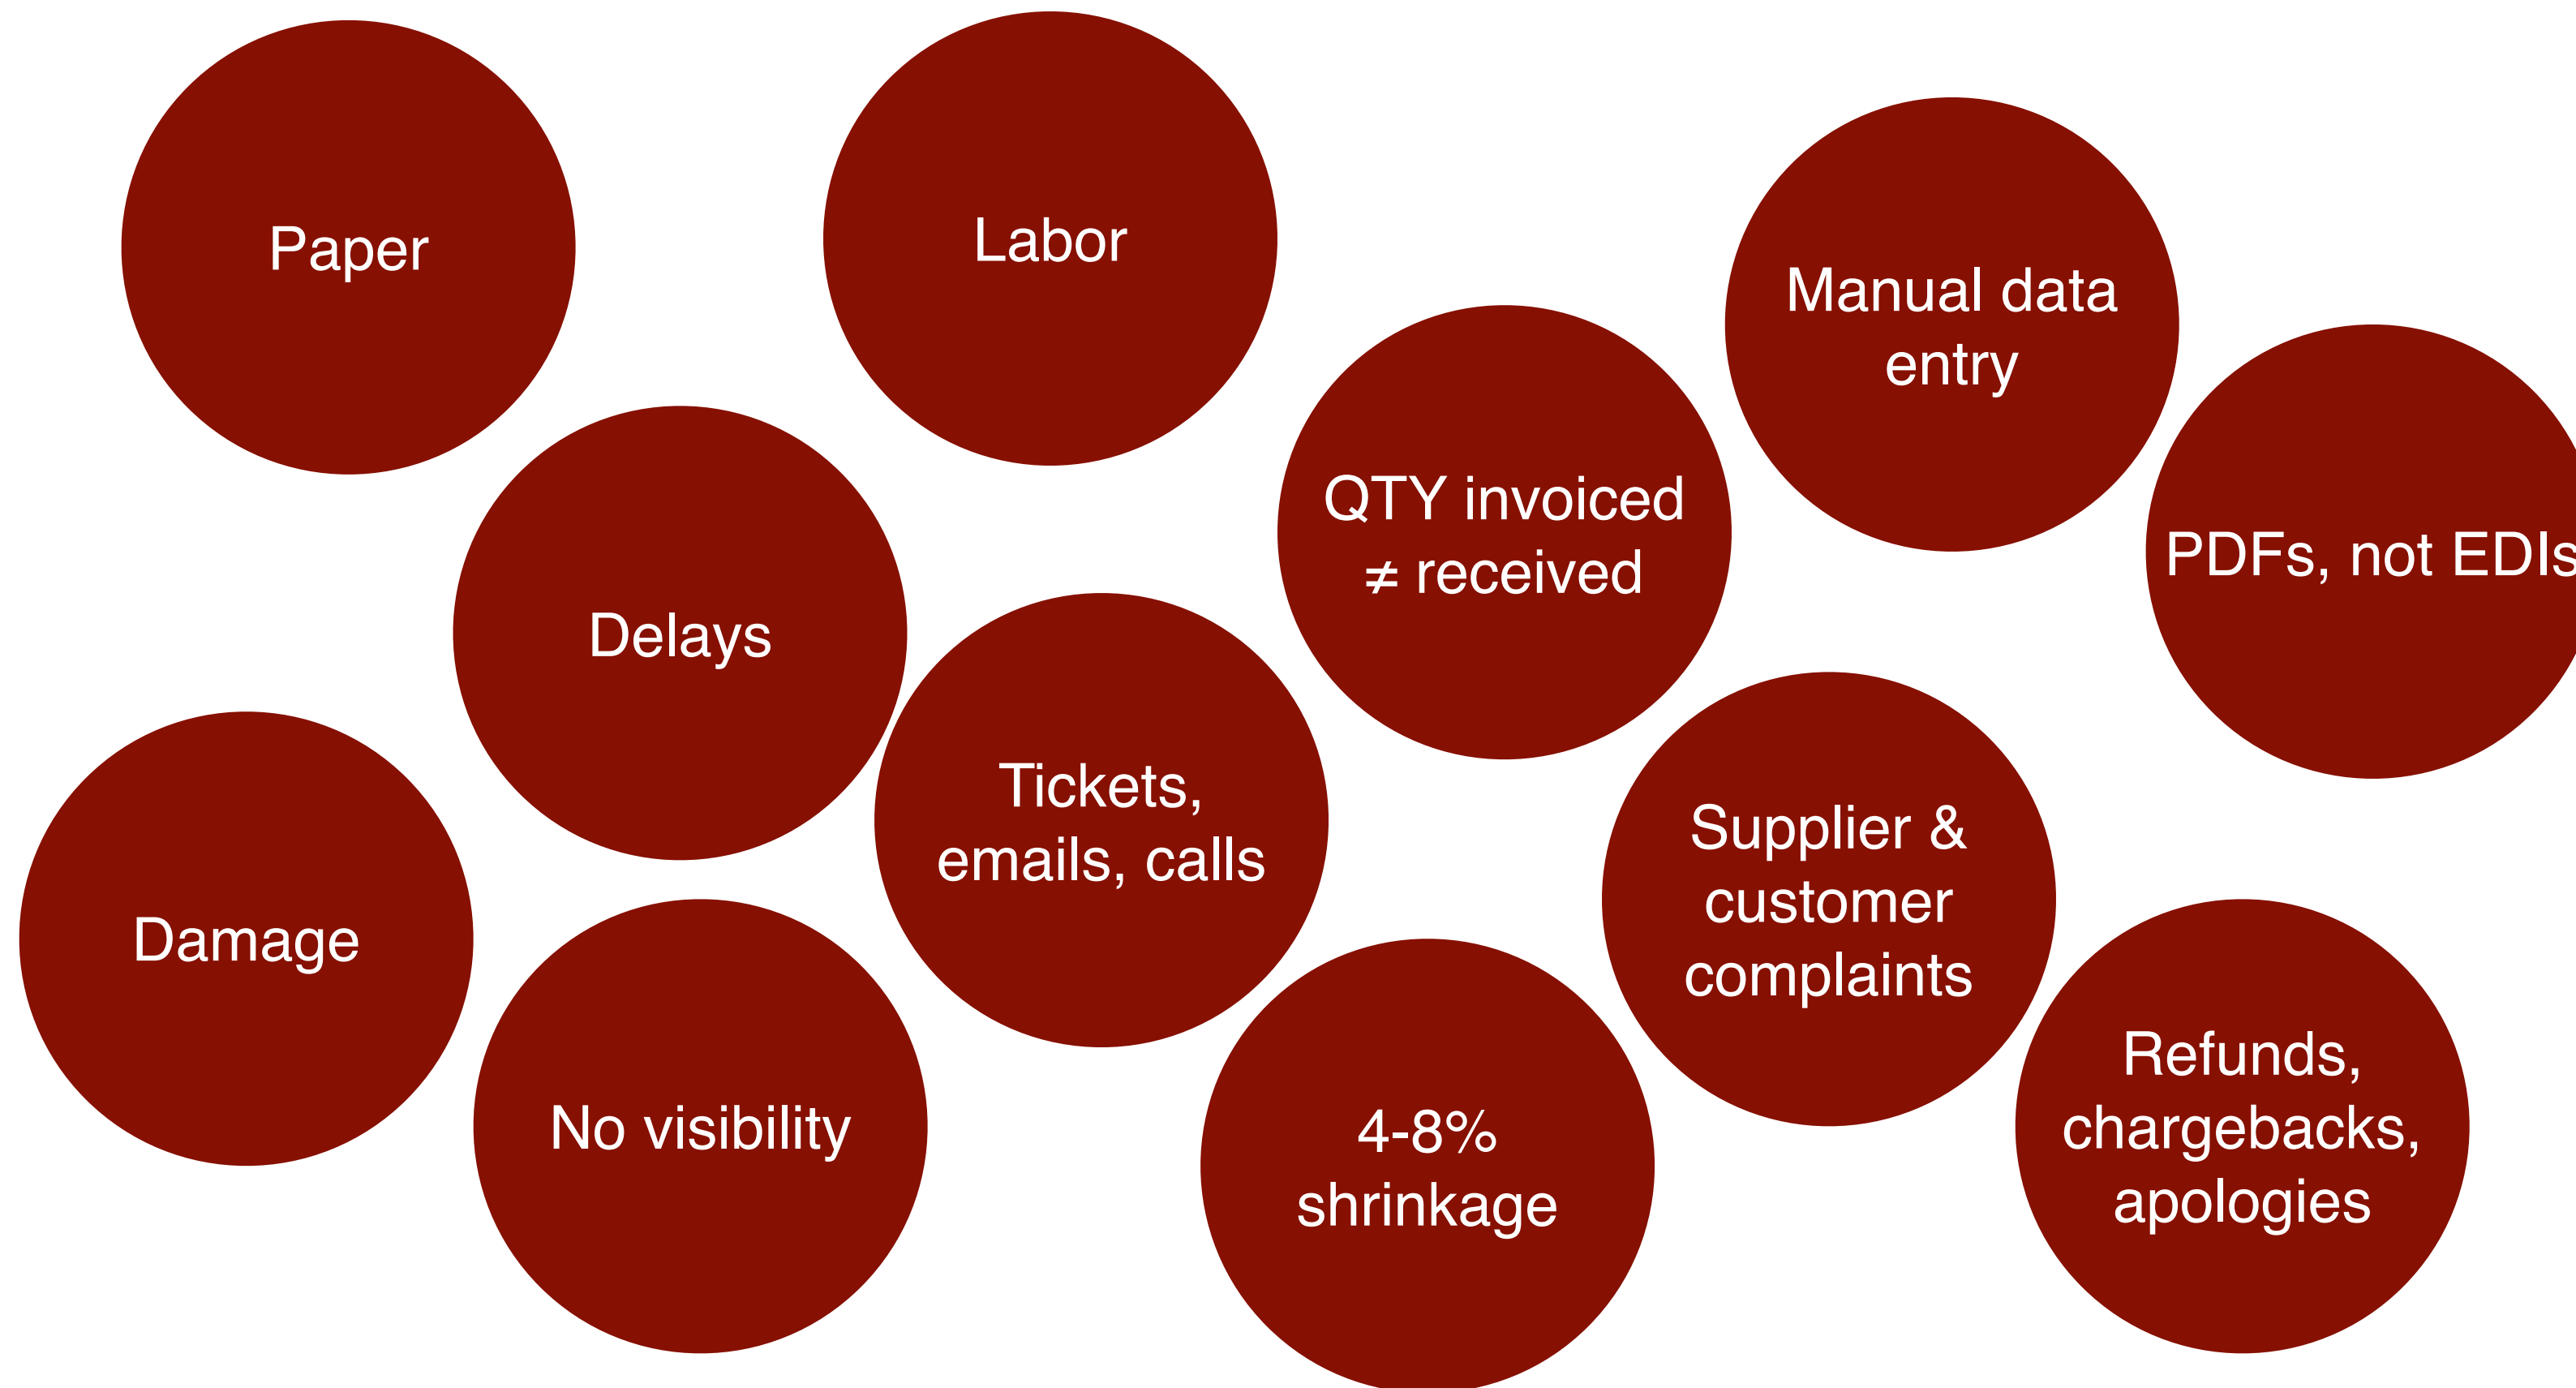 Paper
Labor
Manual data
entry
QTY invoiced
≠ received
PDFs, not EDIs
Delays
Tickets,
emails, calls
Supplier &
customer
complaints
Damage
No visibility
4-8%
shrinkage
Refunds,
chargebacks,
apologies